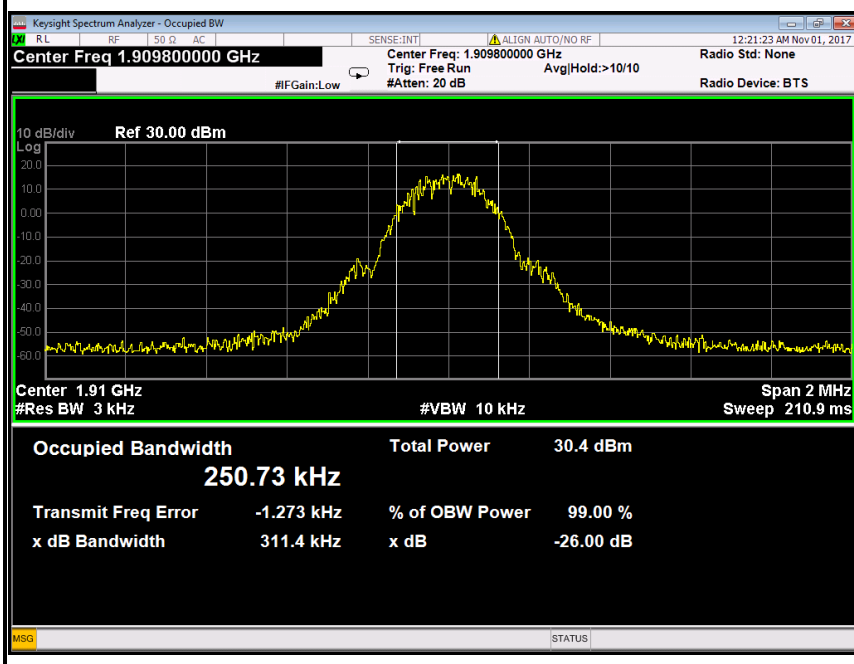 Keysight Spectrum Analyzer - Occupied BW
LXI RL RF 50 Ω AC SENSE:INT ALIGN AUTO/NO RF 12:21:23 AM Nov 01, 2017
Center Freq 1.909800000 GHz Center Freq: 1.909800000 GHz Radio Std: None
Trig: Free Run Avg|Hold:>10/10
#IFGain:Low #Atten: 20 dB Radio Device: BTS
10 dB/div Ref 30.00 dBm
Log
20.0
10.0
0.00
-10.0
-20.0
-30.0
-40.0
-50.0
-60.0
Center 1.91 GHz Span 2 MHz
#Res BW 3 kHz #VBW 10 kHz Sweep 210.9 ms
Occupied Bandwidth Total Power 30.4 dBm
250.73 kHz
Transmit Freq Error -1.273 kHz % of OBW Power 99.00 %
x dB Bandwidth 311.4 kHz x dB -26.00 dB
MSG STATUS